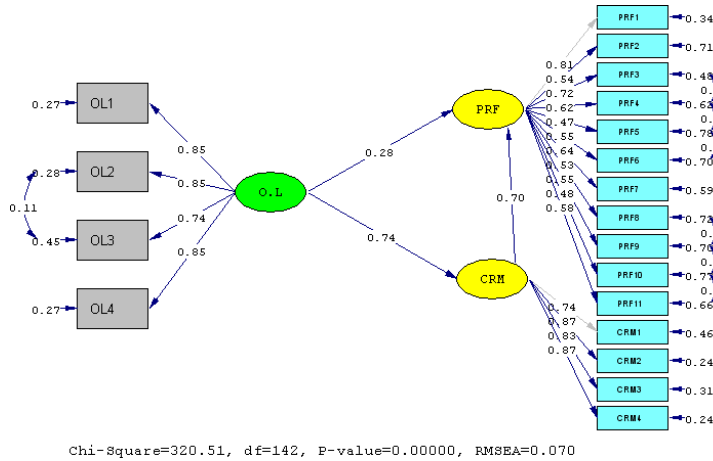 PRF1 0.34
PRF2 0.71
PRF3 0.48
PRF4 0.63
PRF5 0.78
PRF6 0.70
PRF7 0.59
PRF8 0.73
PRF9 0.70
PRF10 0.77
PRF11 0.66
CRM1 0.46
CRM2 0.24
CRM3 0.31
CRM4 0.24
0.81
0.54
0.72
0.62
0.47
0.55
0.64
0.53
0.55
0.48
0.58
0.27 OL1
0.28 OL2
0.11
0.45 OL3
0.27 OL4
0.85
0.85
0.74
0.85
O.L
0.28
0.74
PRF
0.70
CRM
0.74
0.87
0.83
0.87
Chi-Square=320.51, df=142, P-value=0.00000, RMSEA=0.070